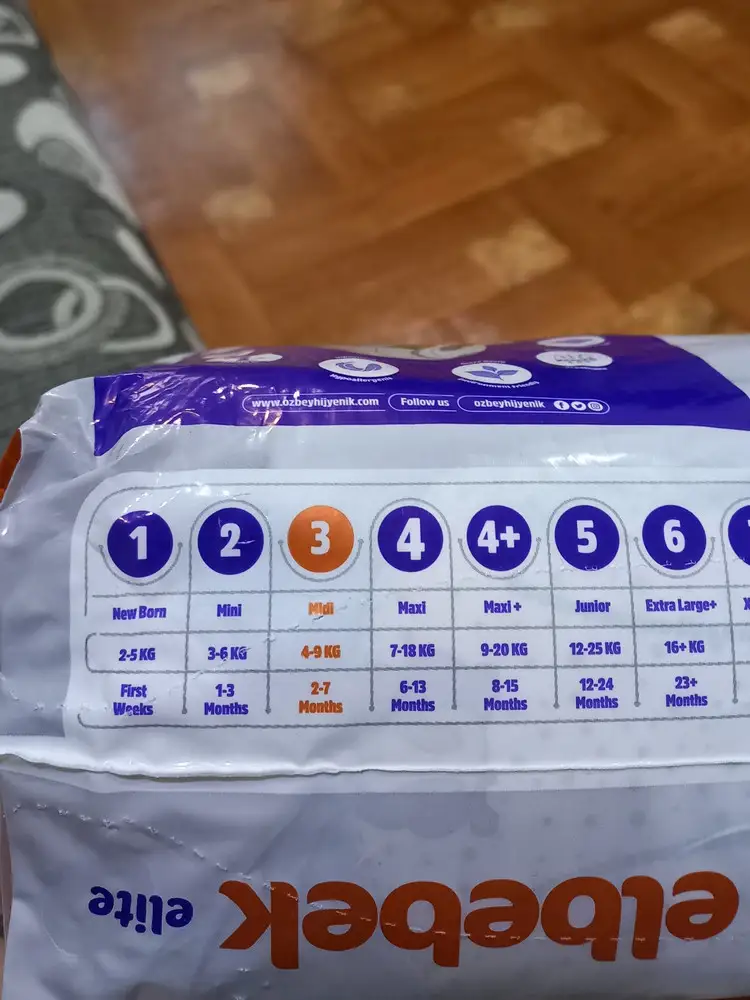 Hypoallergenic
Environment Friendly
www.ozbeyhijyenik.com Follow us ozbeyhijyenik
1 2 3 4 4+ 5 6
New Born Mini Midi Maxi Maxi + Junior Extra Large+ X
2-5 KG 3-6 KG 4-9 KG 7-18 KG 9-20 KG 12-25 KG 16+ KG
First 1-3 2-7 6-13 8-15 12-24 23+
Weeks Months Months Months Months Months Months
elbebek
elite